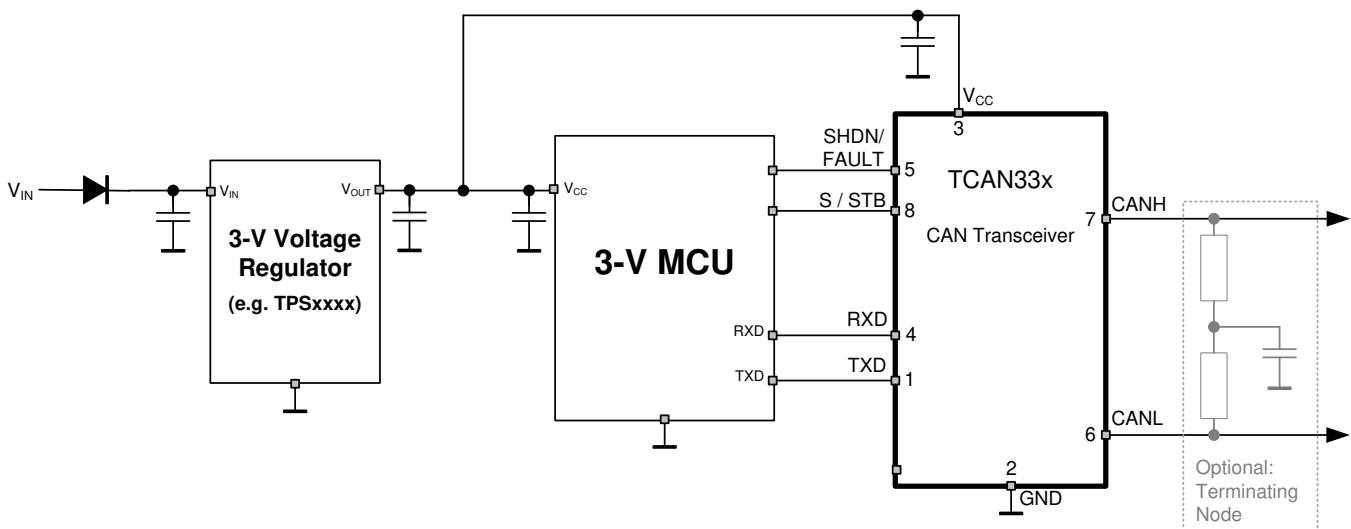 V_IN
V_IN
V_OUT
3-V Voltage
Regulator
(e.g. TPSxxxx)
V_CC
3-V MCU
RXD
TXD
SHDN/
FAULT
S / STB
RXD
TXD
V_CC
3
5
8
4
1
TCAN33x
CAN Transceiver
7
6
2
GND
CANH
CANL
Optional:
Terminating
Node